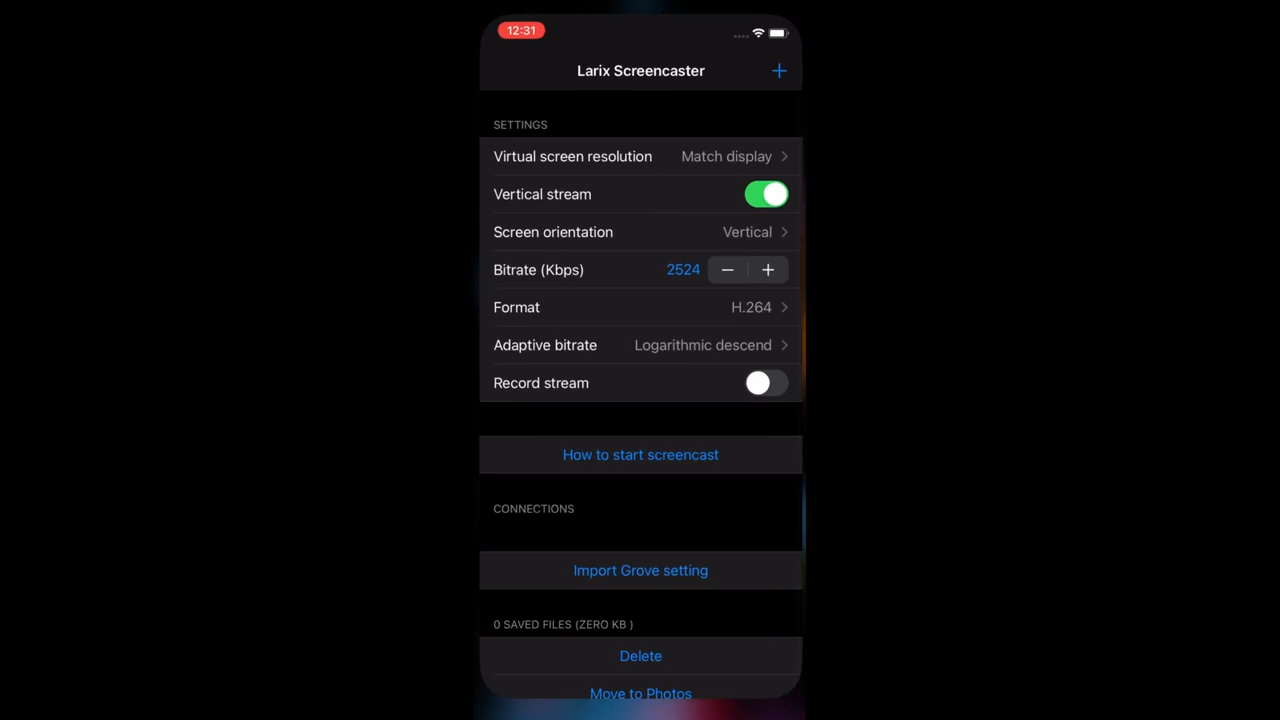 12:31
Larix Screencaster +
SETTINGS
Virtual screen resolution Match display
Vertical stream
Screen orientation Vertical
Bitrate (Kbps) 2524 − +
Format H.264
Adaptive bitrate Logarithmic descend
Record stream
How to start screencast
CONNECTIONS
Import Grove setting
0 SAVED FILES (ZERO KB )
Delete
Move to Photos